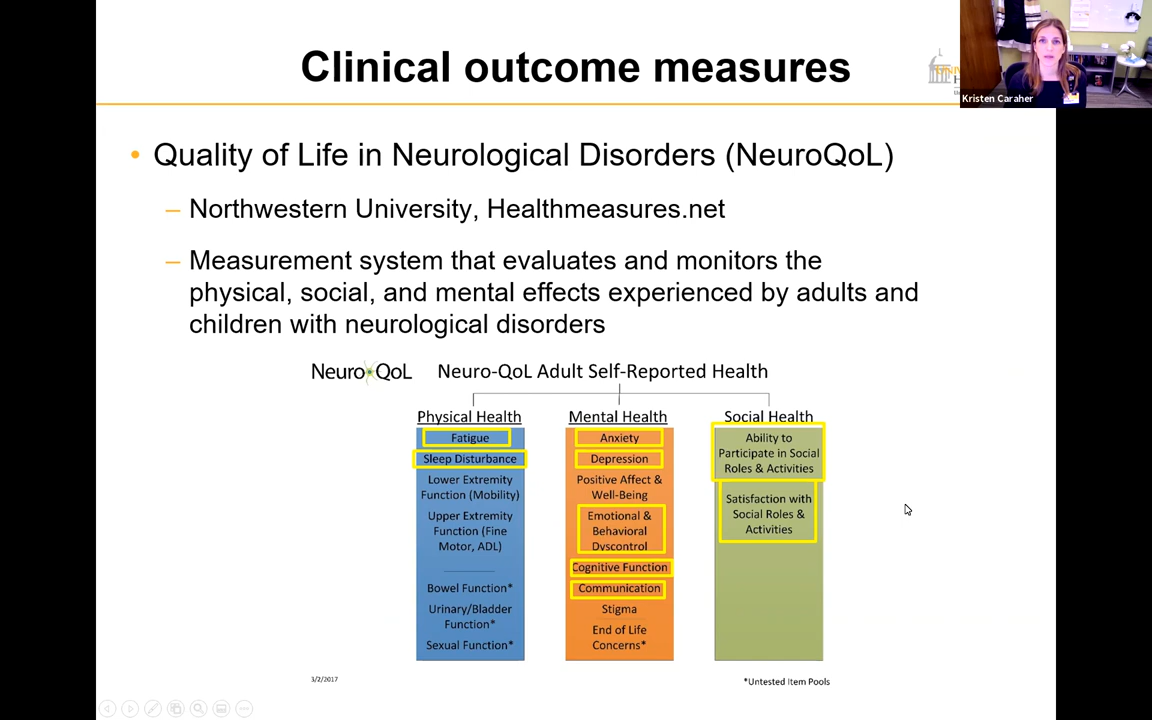 Clinical outcome measures
Kristen Caraher
• Quality of Life in Neurological Disorders (NeuroQoL)
– Northwestern University, Healthmeasures.net
– Measurement system that evaluates and monitors the
physical, social, and mental effects experienced by adults and
children with neurological disorders
Neuro QoL
Neuro-QoL Adult Self-Reported Health
Physical Health
Fatigue
Sleep Disturbance
Lower Extremity
Function (Mobility)
Upper Extremity
Function (Fine
Motor, ADL)
Bowel Function*
Urinary/Bladder
Function*
Sexual Function*
Mental Health
Anxiety
Depression
Positive Affect &
Well-Being
Emotional &
Behavioral
Dyscontrol
Cognitive Function
Communication
Stigma
End of Life
Concerns*
Social Health
Ability to
Participate in Social
Roles & Activities
Satisfaction with
Social Roles &
Activities
3/2/2017
*Untested Item Pools